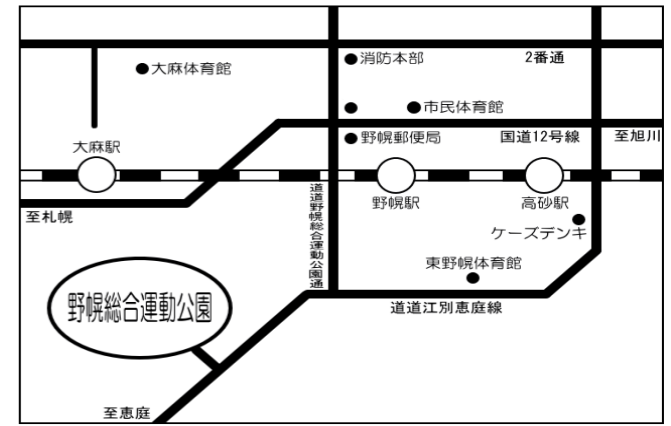 消防本部
2番通
大麻体育館
市民体育館
野幌郵便局
国道12号線
至旭川
大麻駅
野幌駅
高砂駅
至札幌
道道野幌総合運動公園通
ケーズデンキ
東野幌体育館
野幌総合運動公園
道道江別恵庭線
至恵庭